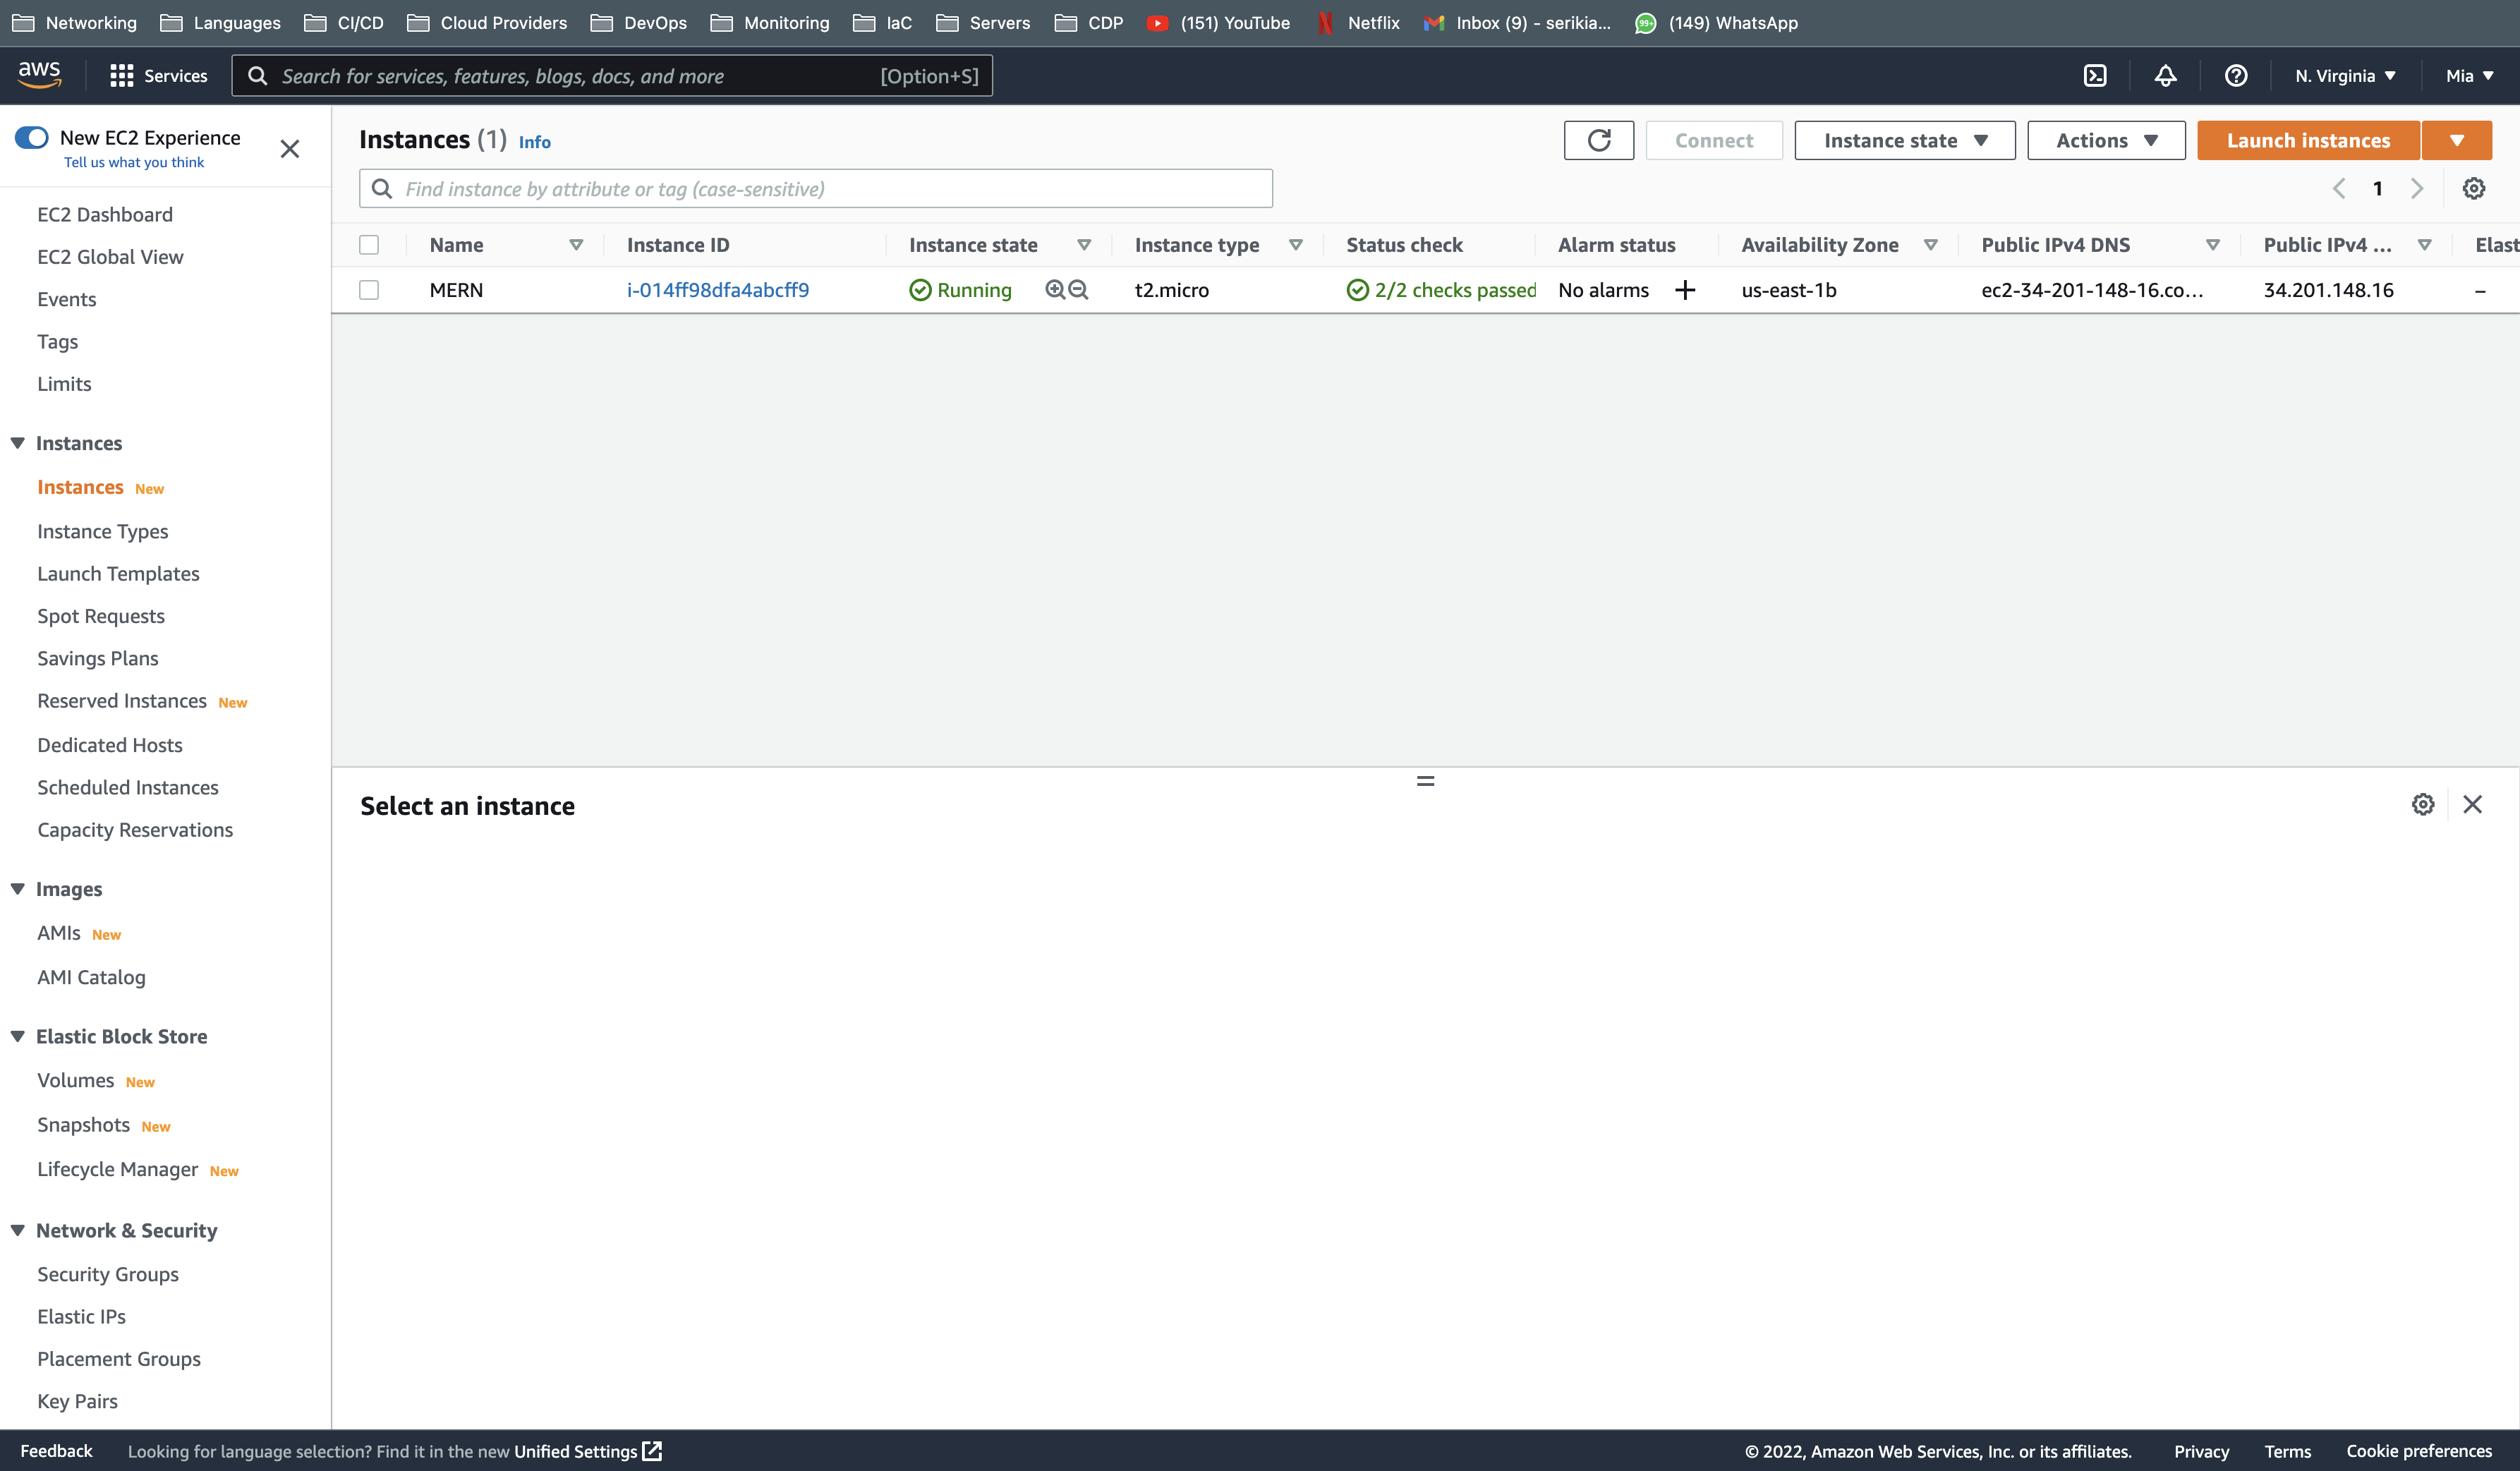 Networking Languages CI/CD Cloud Providers DevOps Monitoring IaC Servers CDP (151) YouTube Netflix Inbox (9) - serikia... 99+ (149) WhatsApp
aws Services Search for services, features, blogs, docs, and more [Option+S] N. Virginia Mia
New EC2 Experience
Tell us what you think
EC2 Dashboard
EC2 Global View
Events
Tags
Limits
Instances
Instances New
Instance Types
Launch Templates
Spot Requests
Savings Plans
Reserved Instances New
Dedicated Hosts
Scheduled Instances
Capacity Reservations
Images
AMIs New
AMI Catalog
Elastic Block Store
Volumes New
Snapshots New
Lifecycle Manager New
Network & Security
Security Groups
Elastic IPs
Placement Groups
Key Pairs
Instances (1) Info Connect Instance state Actions Launch instances
Find instance by attribute or tag (case-sensitive) 1
Name Instance ID Instance state Instance type Status check Alarm status Availability Zone Public IPv4 DNS Public IPv4 ... Elast
MERN i-014ff98dfa4abcff9 Running t2.micro 2/2 checks passed No alarms us-east-1b ec2-34-201-148-16.co... 34.201.148.16 –
Select an instance
Feedback Looking for language selection? Find it in the new Unified Settings © 2022, Amazon Web Services, Inc. or its affiliates. Privacy Terms Cookie preferences